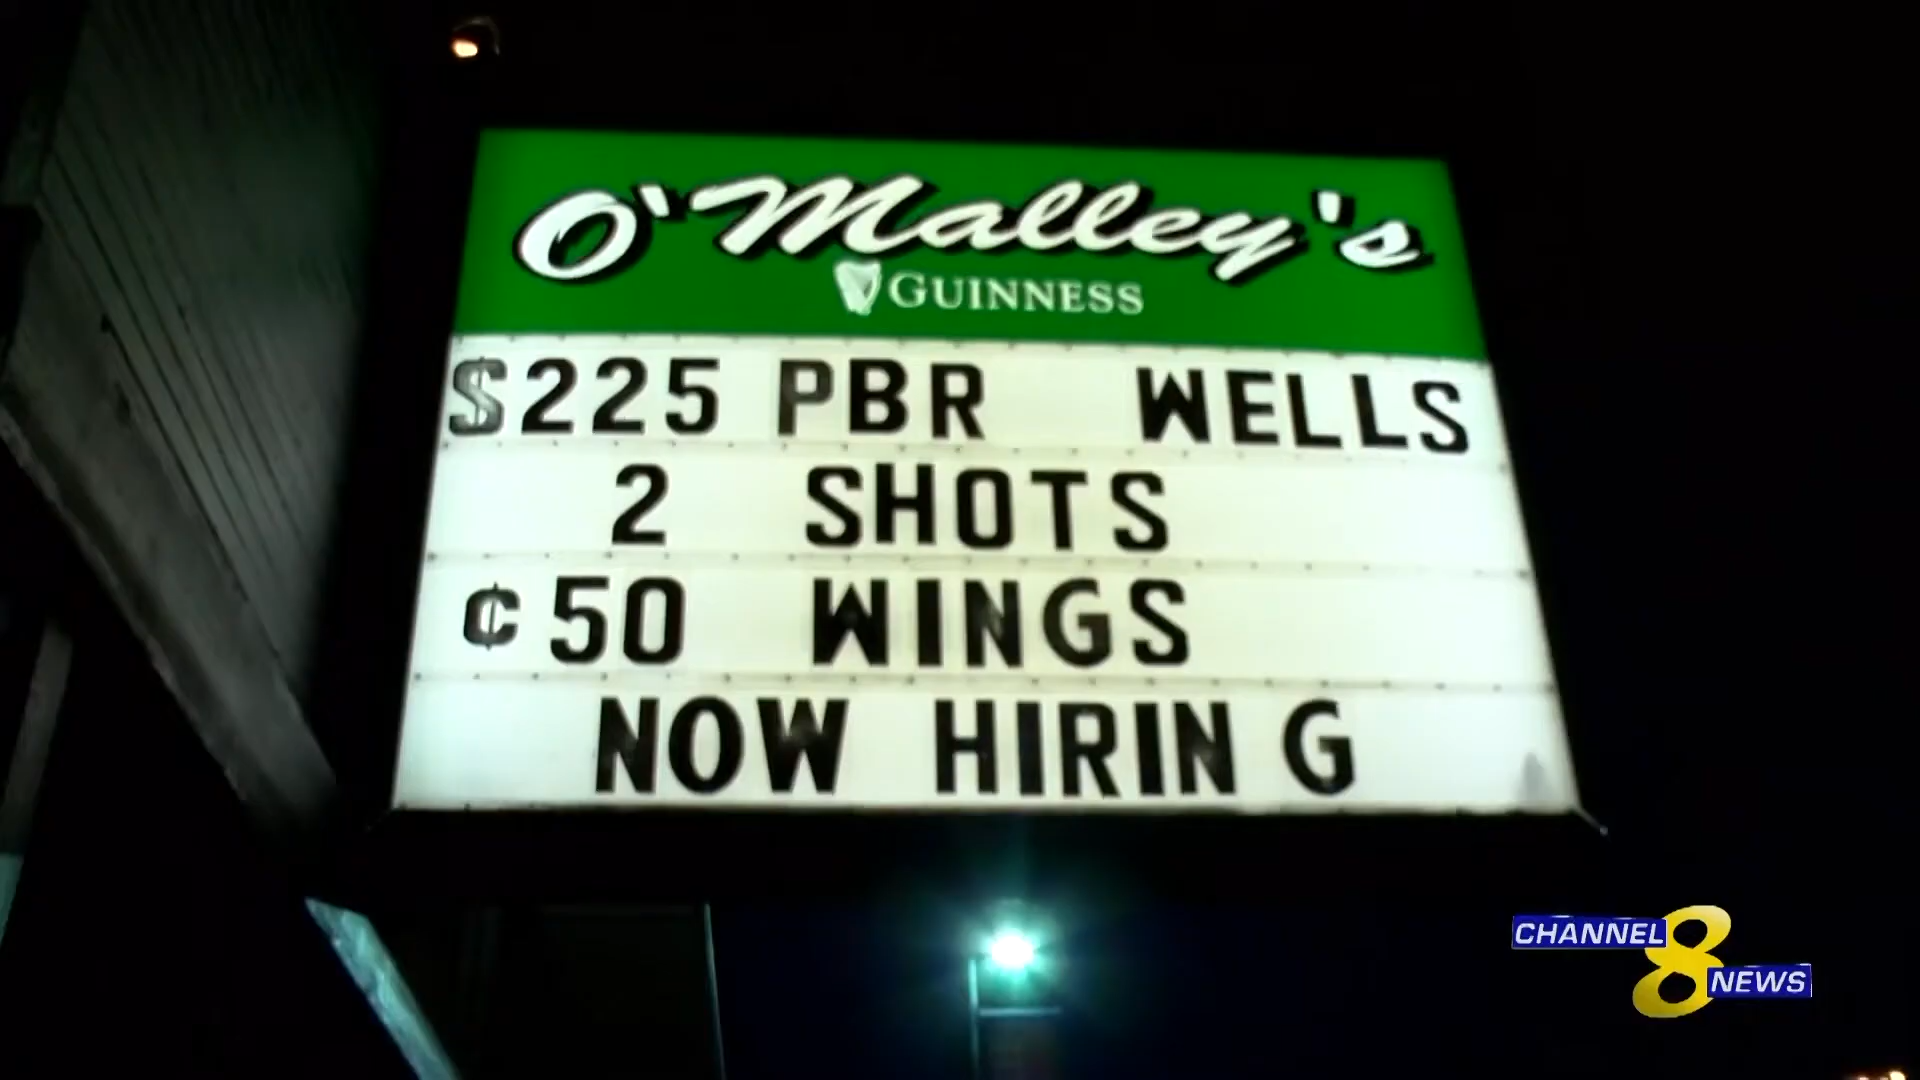 O'Malley's
GUINNESS
$225 PBR WELLS
2 SHOTS
¢50 WINGS
NOW HIRIN G
CHANNEL 8 NEWS